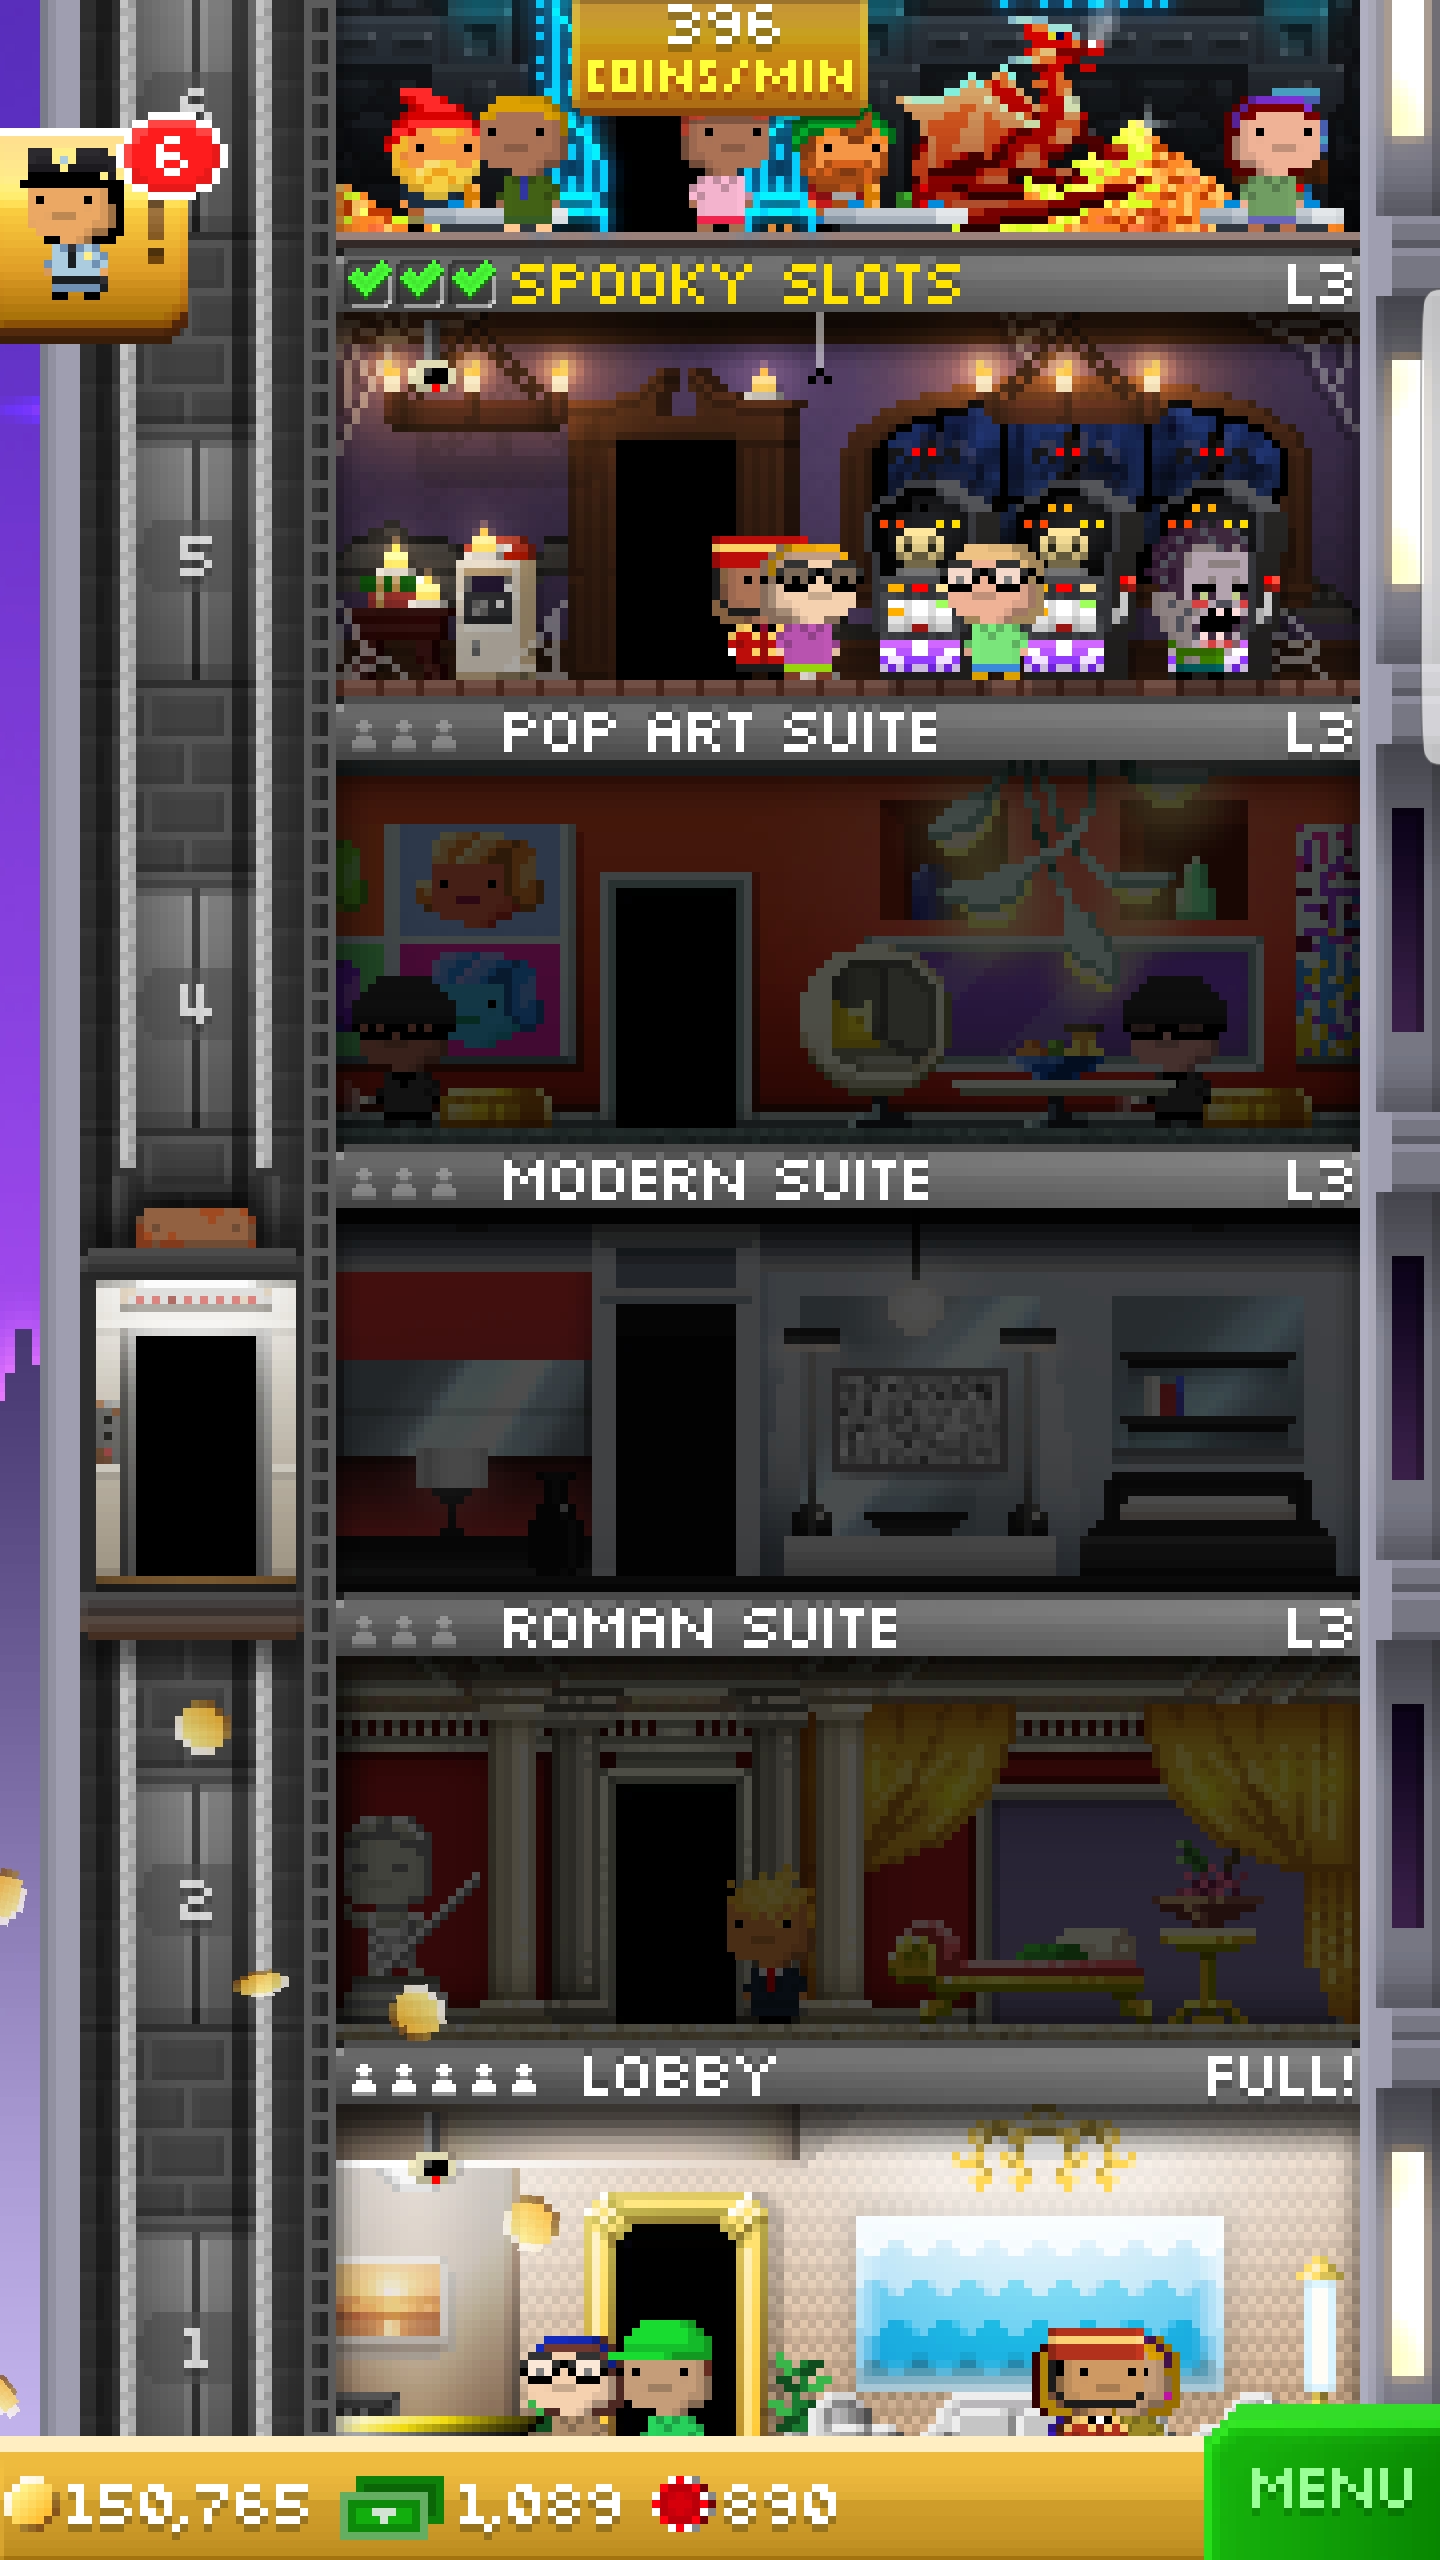 396
COINS/MIN
6
SPOOKY SLOTS L3
5
POP ART SUITE L3
4
MODERN SUITE L3
ROMAN SUITE L3
2
LOBBY FULL!
1
150,765 1,089 890
MENU